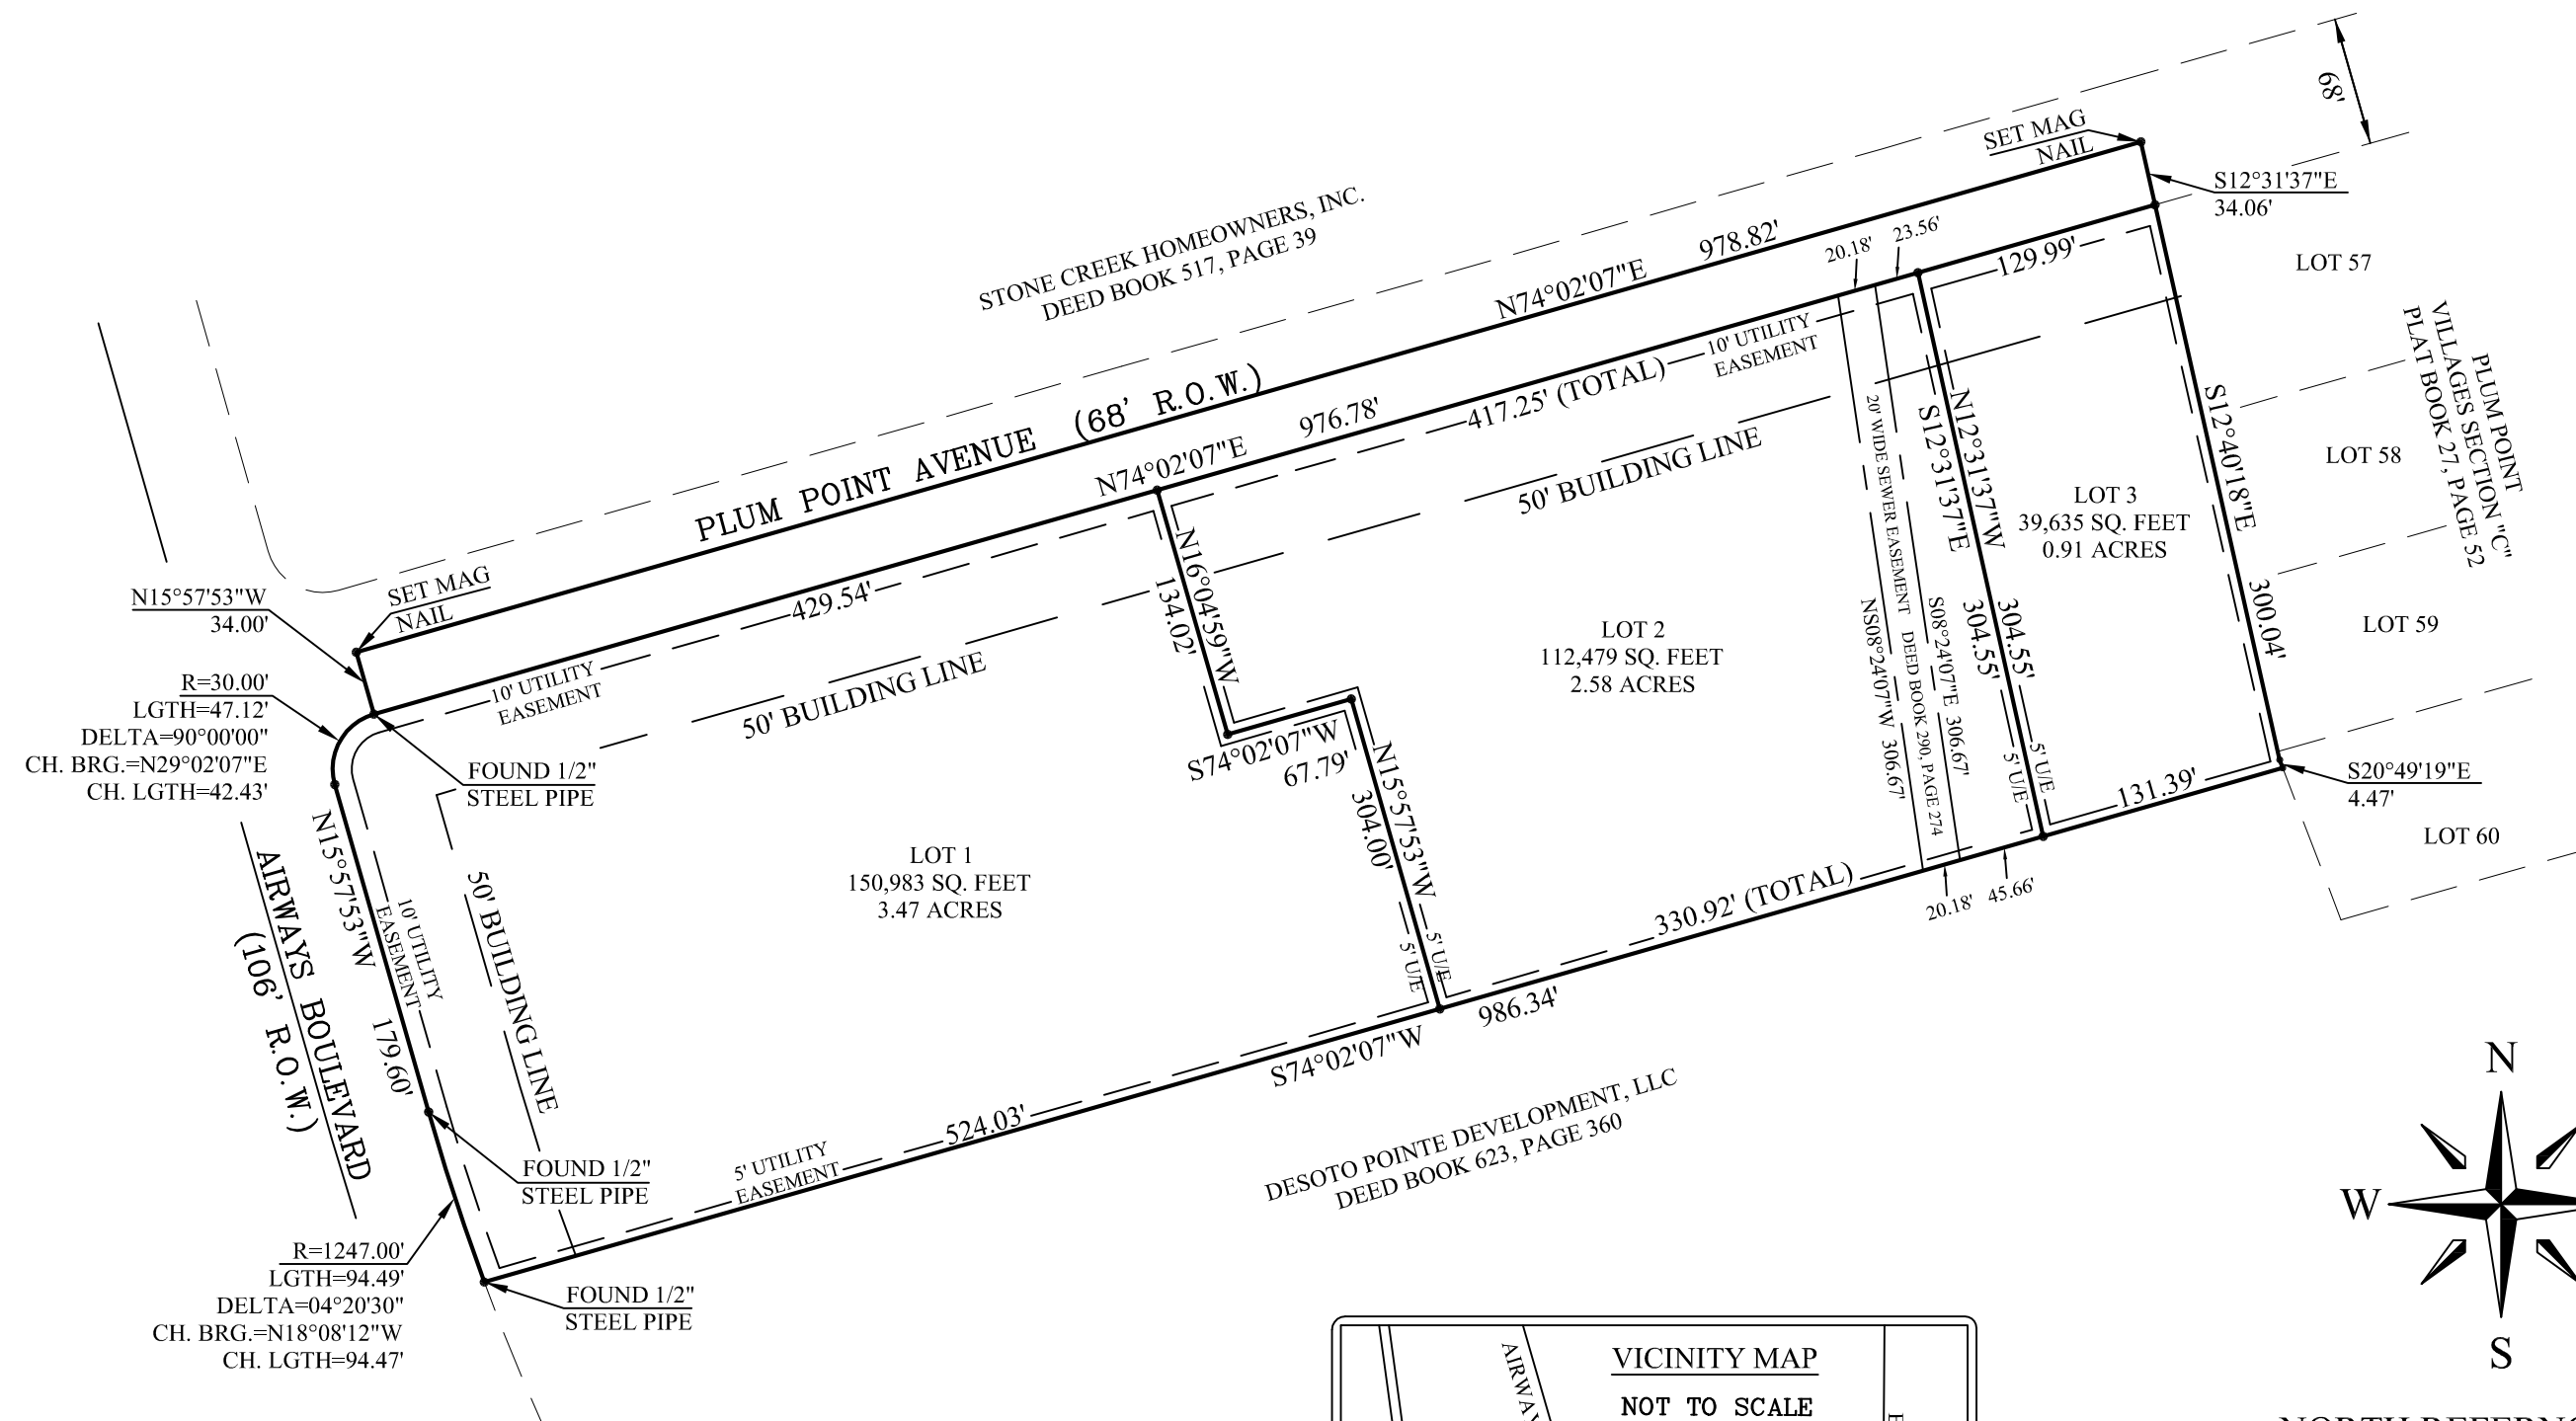 68'
SET MAG
NAIL
S12°31'37"E
34.06'
STONE CREEK HOMEOWNERS, INC.
DEED BOOK 517, PAGE 39
978.82'
N74°02'07"E
20.18'
23.56'
129.99'
LOT 57
PLUM POINT
VILLAGES SECTION "C"
PLAT BOOK 27, PAGE 52
LOT 58
LOT 59
LOT 60
PLUM POINT AVENUE (68' R.O.W.)
N74°02'07"E
976.78'
417.25' (TOTAL)
10' UTILITY
EASEMENT
50' BUILDING LINE
20' WIDE SEWER EASEMENT DEED BOOK 290, PAGE 274
NS08°24'07"W 306.67'
S08°24'07"E 306.67'
S12°31'37"E
304.55'
N12°31'37"W
304.55'
S12°40'18"E
300.04'
LOT 3
39,635 SQ. FEET
0.91 ACRES
LOT 2
112,479 SQ. FEET
2.58 ACRES
SET MAG
NAIL
N15°57'53"W
34.00'
429.54'
R=30.00'
LGTH=47.12'
DELTA=90°00'00"
CH. BRG.=N29°02'07"E
CH. LGTH=42.43'
10' UTILITY
EASEMENT
50' BUILDING LINE
N16°04'59"W
134.02'
S74°02'07"W
67.79'
N15°57'53"W
304.00'
5' U/E
5' U/E
5' U/E
5' U/E
FOUND 1/2"
STEEL PIPE
131.39'
S20°49'19"E
4.47'
LOT 1
150,983 SQ. FEET
3.47 ACRES
330.92' (TOTAL)
20.18'
45.66'
N15°57'53"W
179.60'
10' UTILITY
EASEMENT
50' BUILDING LINE
AIRWAYS BOULEVARD
(106' R.O.W.)
986.34'
S74°02'07"W
524.03'
5' UTILITY
EASEMENT
DESOTO POINTE DEVELOPMENT, LLC
DEED BOOK 623, PAGE 360
FOUND 1/2"
STEEL PIPE
R=1247.00'
LGTH=94.49'
DELTA=04°20'30"
CH. BRG.=N18°08'12"W
CH. LGTH=94.47'
FOUND 1/2"
STEEL PIPE
N
W
S
VICINITY MAP
NOT TO SCALE